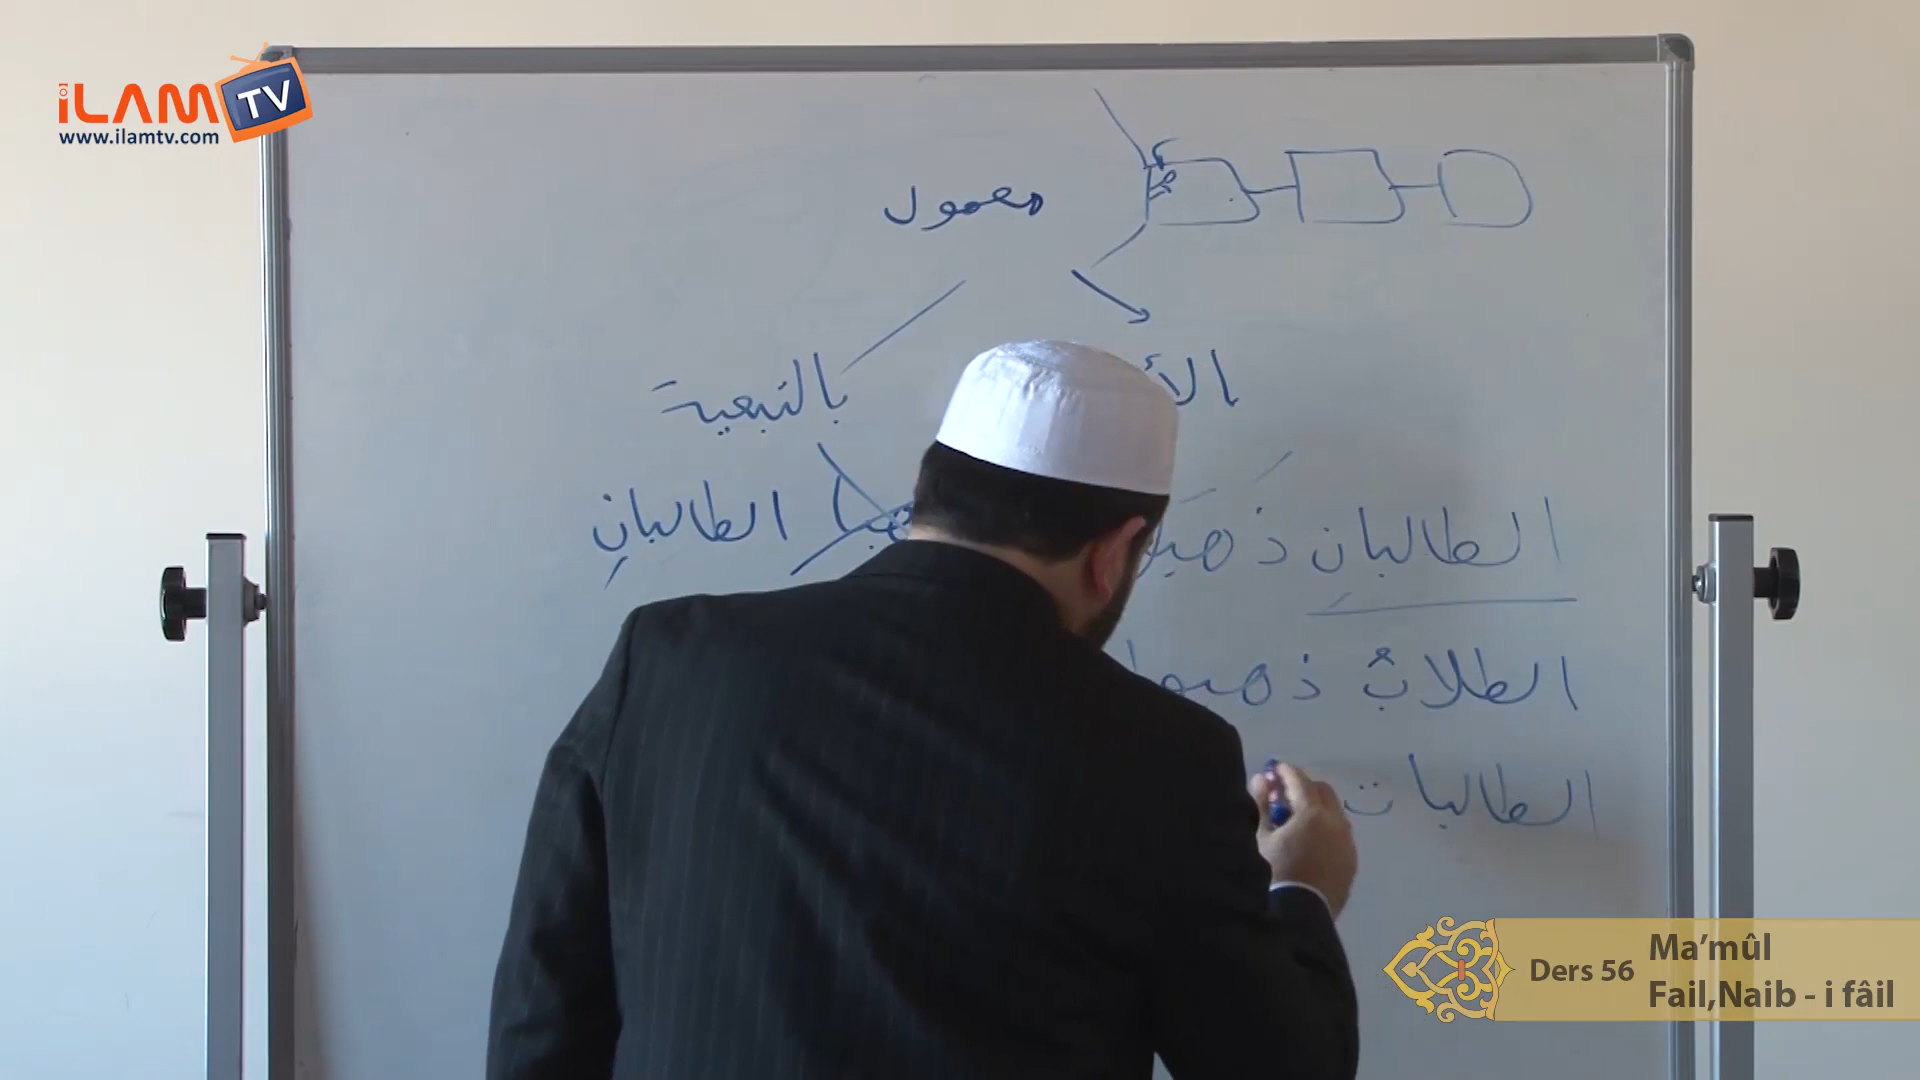 iLAM TV
www.ilamtv.com
معمول
بالتبعية
الطالبان
الطالبانِ
الطلابُ ذهبوا
الطالبات
Ders 56
Ma'mûl
Fail,Naib - i fâil